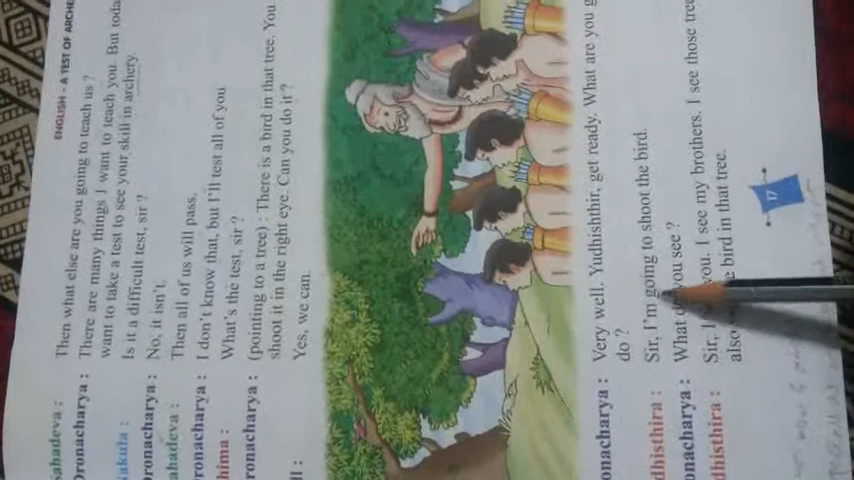 ENGLISH – A TEST OF ARCHE
ahadeva : Then what else are you going to teach us ?
Dronacharya : There are many things I want to teach you. But toda
want to take a test to see your skill in archery.
Nakula : Is it a difficult test, sir ?
Dronacharya : No, it isn't.
ahadeva : Then all of us will pass.
ronacharya : I don't know that, but I'll test all of you
hima : What's the test, sir ?
ronacharya : (pointing to a tree) : There is a bird in that tree. You
shoot it in the right eye. Can you do it ?
ll : Yes, we can.
onacharya : Very well. Yudhishthir, get ready. What are you g
do ?
dhisthira : Sir, I'm going to shoot the bird.
onacharya : What you see ?
dhisthira : Sir, I you. I see my brothers. I see those tree
also bird in that tree.
17